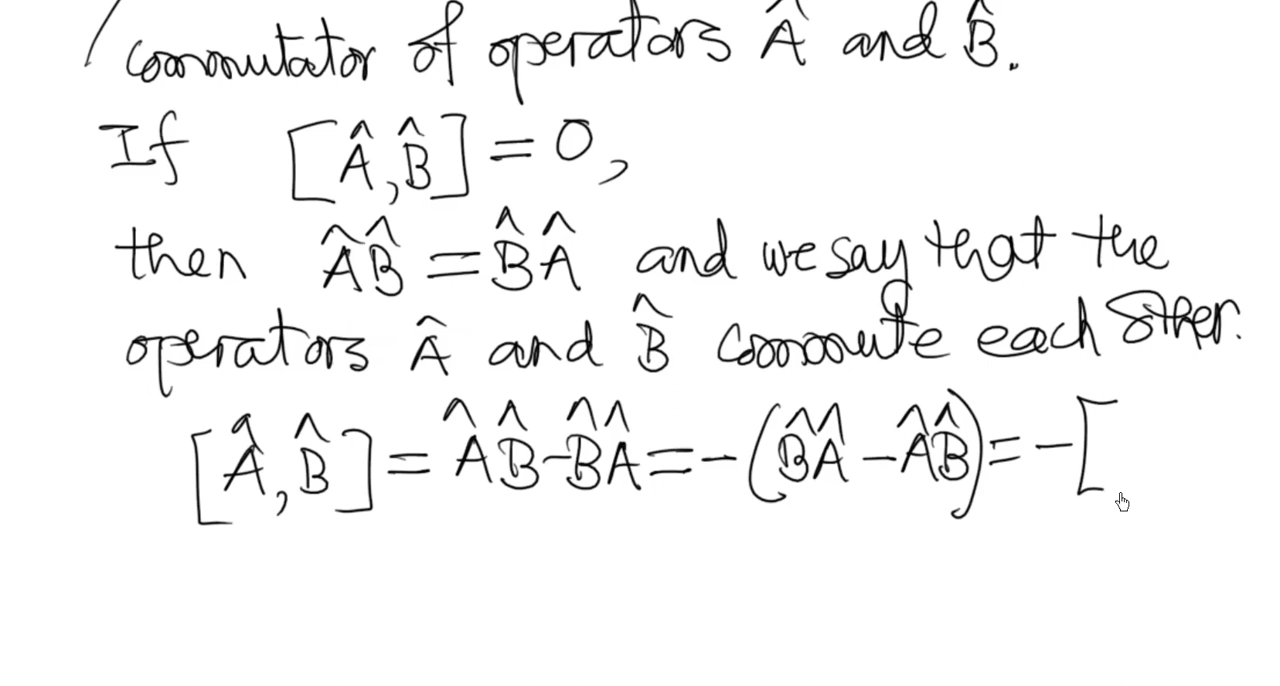 commutator of operators Â and B̂.
If [Â, B̂] = 0,
then ÂB̂ = B̂Â and we say that the
operators Â and B̂ commute each other.
[Â, B̂] = ÂB̂ - B̂Â = -(B̂Â - ÂB̂) = -[